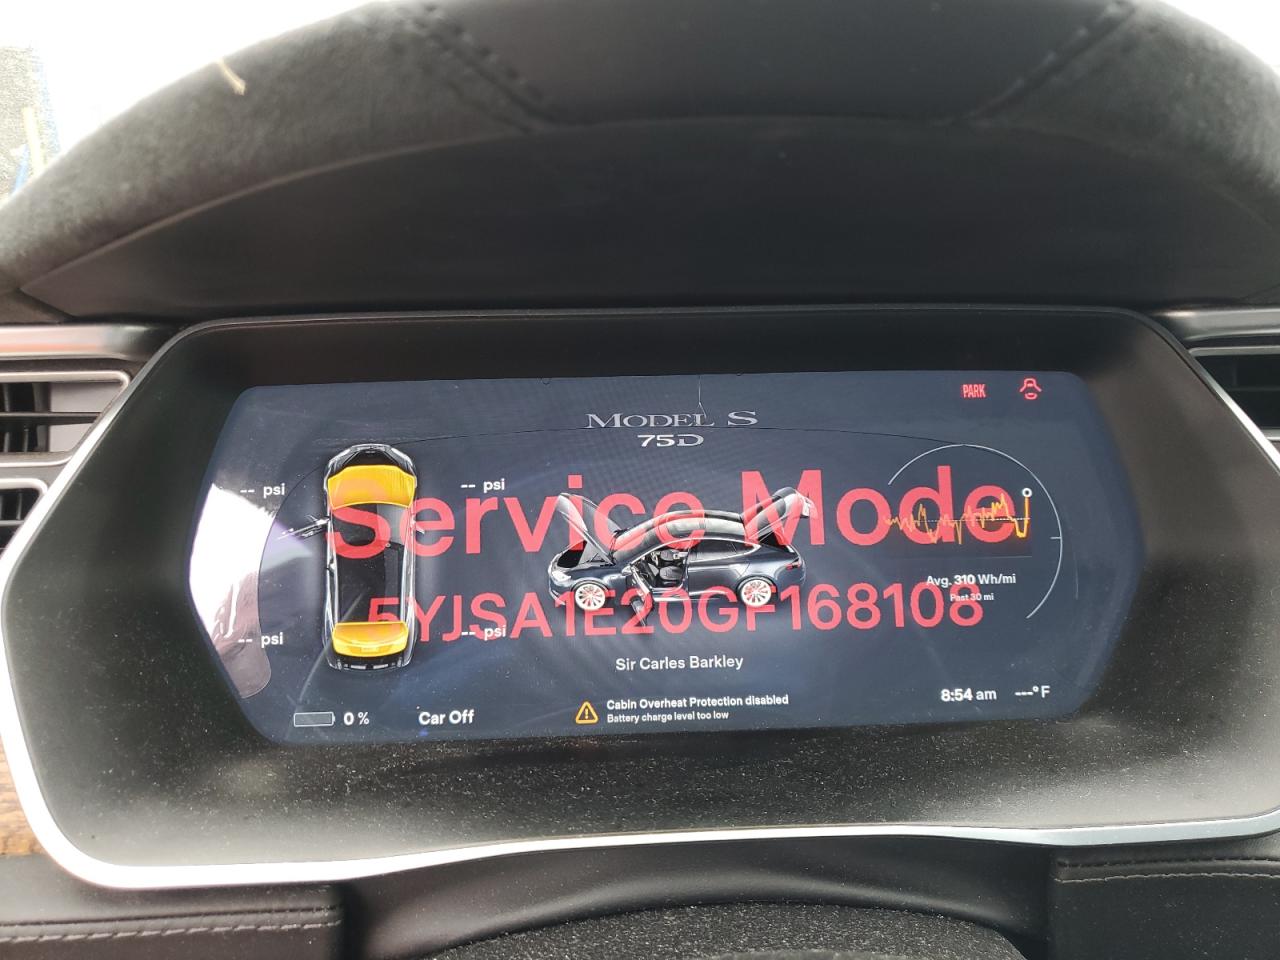 PARK
MODEL S
75D
-- psi
-- psi
Service Mode
Avg. 310 Wh/mi
Past 30 mi
5YJSA1E20GF168108
-- psi
-- psi
Sir Carles Barkley
8:54 am
---° F
0 %
Car Off
Cabin Overheat Protection disabled
Battery charge level too low